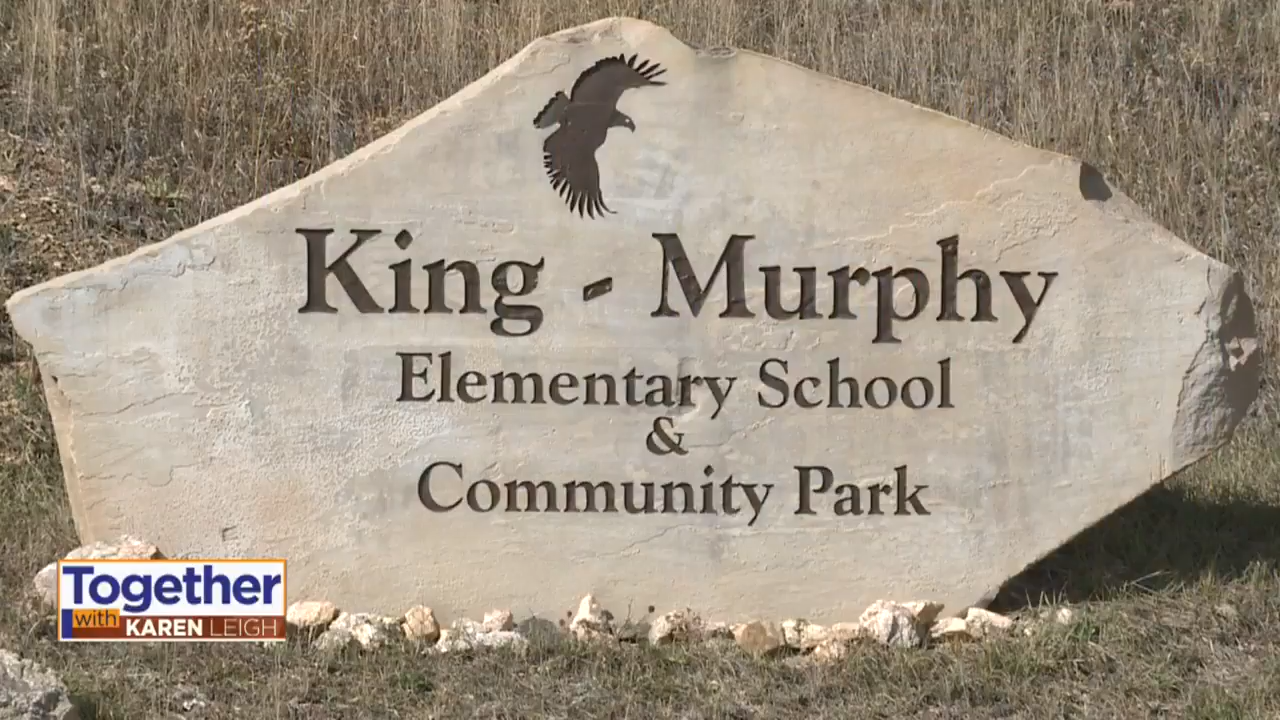 King - Murphy
Elementary School
&
Community Park
Together
with
KAREN LEIGH